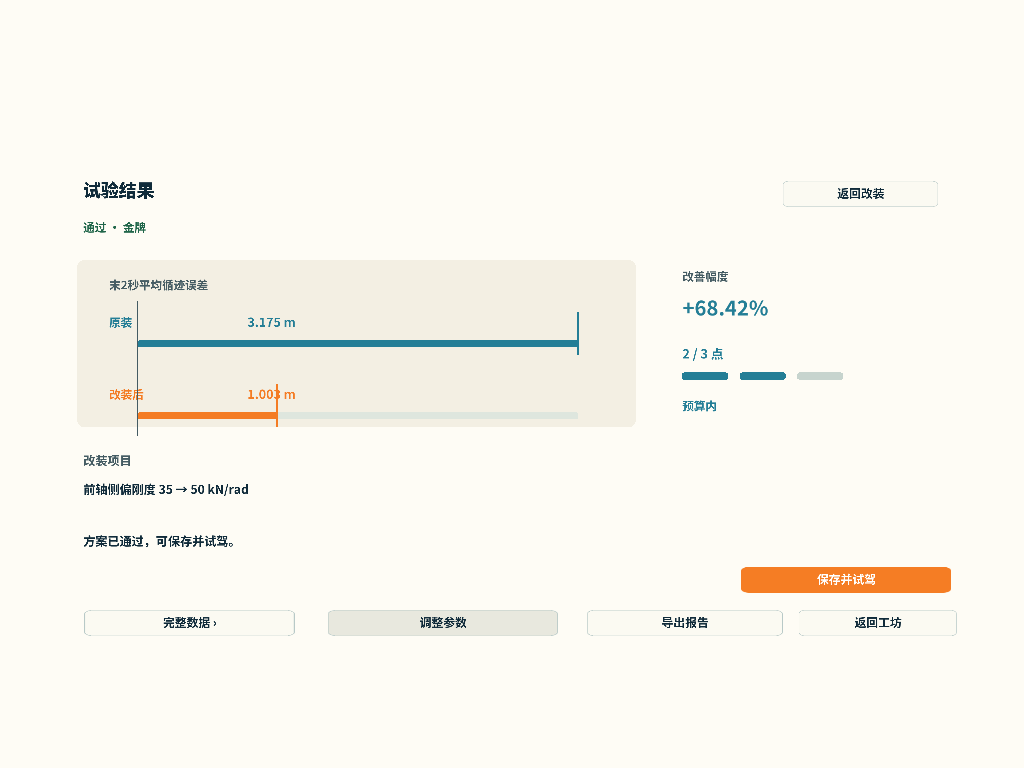 试验结果
返回改装
通过 · 金牌
末2秒平均循迹误差
原装 3.175 m
改装后 1.003 m
改善幅度
+68.42%
2 / 3 点
预算内
改装项目
前轴侧偏刚度 35 → 50 kN/rad
方案已通过，可保存并试驾。
保存并试驾
完整数据 ›
调整参数
导出报告
返回工坊